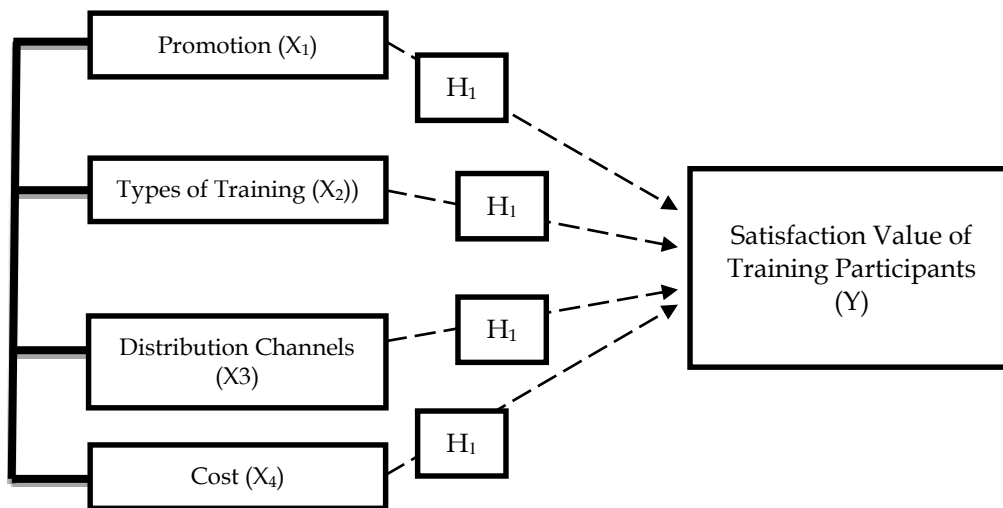 Promotion (X₁)
H₁
Types of Training (X₂))
H₁
Satisfaction Value of
Training Participants
(Y)
Distribution Channels
(X3)
H₁
Cost (X₄)
H₁